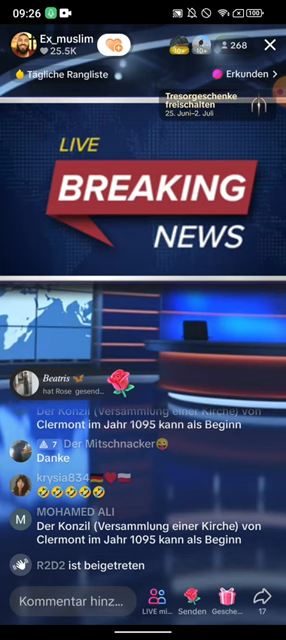 09:26
100
Ex_muslim
25.5K
10+
10+
268
Tägliche Rangliste
Erkunden >
Tresorgeschenke
freischalten
25. Juni–2. Juli
LIVE
BREAKING
NEWS
Beatris
hat Rose gesend...
Der Konzil (Versammlung einer Kirche) von
Clermont im Jahr 1095 kann als Beginn
7 Der Mitschnacker😜
Danke
krysia834🇩🇪❤️🇵🇱
🤣🤣🤣🤣🤣
M MOHAMED ALI
Der Konzil (Versammlung einer Kirche) von
Clermont im Jahr 1095 kann als Beginn
R2D2 ist beigetreten
Kommentar hinz...
LIVE mi... Senden Gesche... 17